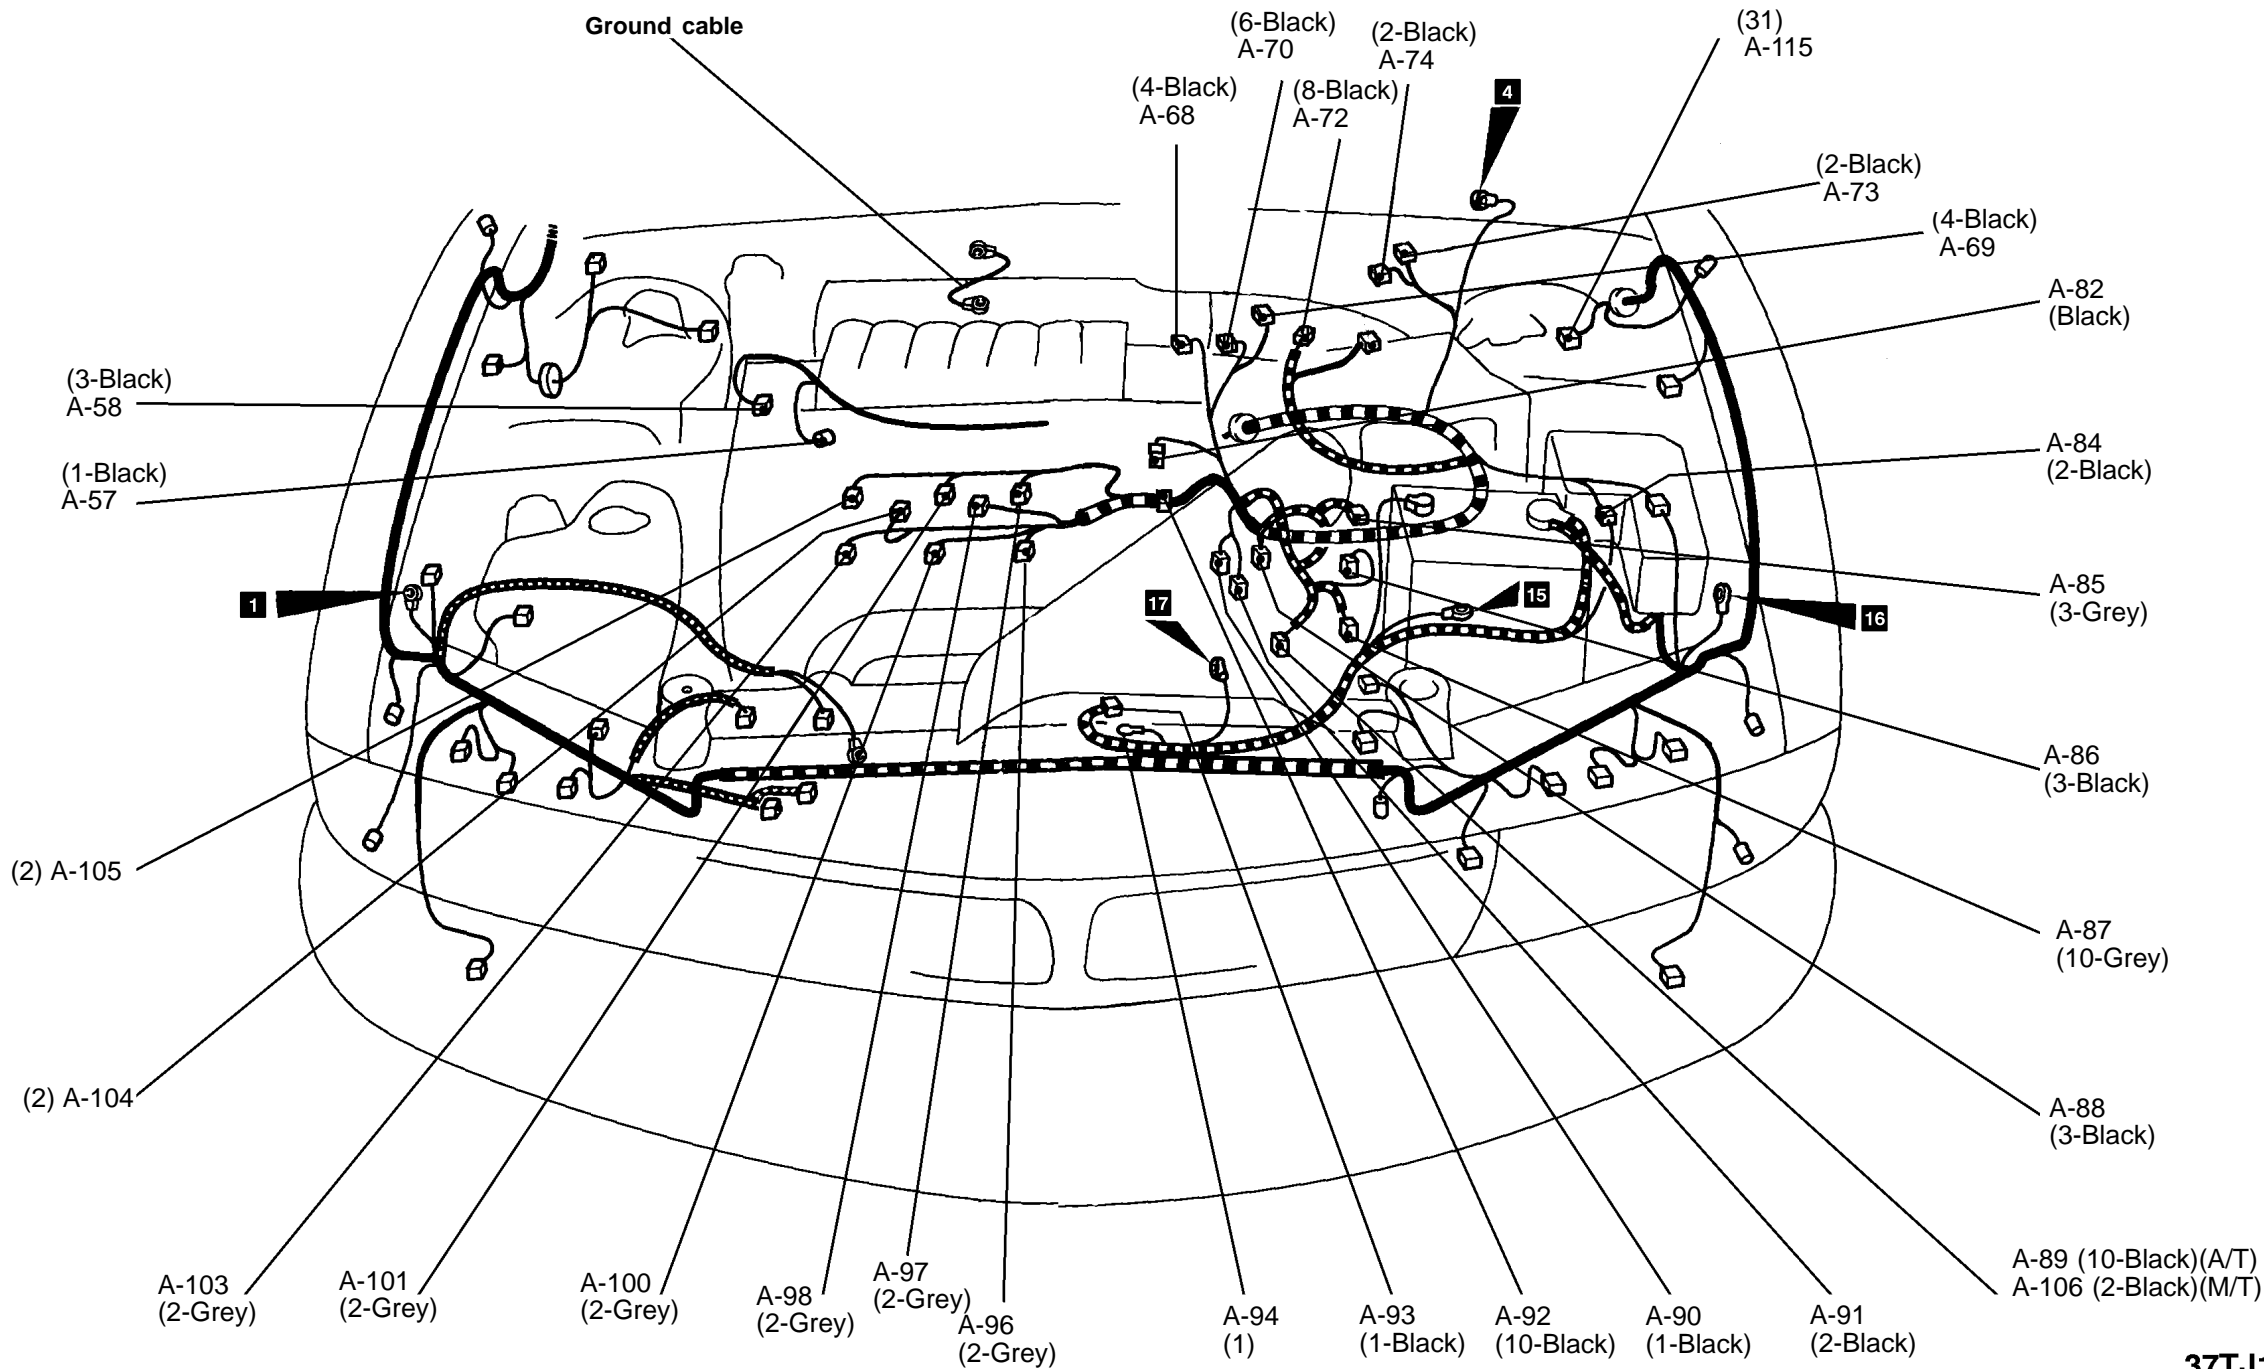 Ground cable
(6-Black)
A-70
(2-Black)
A-74
(31)
A-115
(4-Black)
A-68
(8-Black)
A-72
4
(2-Black)
A-73
(4-Black)
A-69
A-82
(Black)
(3-Black)
A-58
A-84
(2-Black)
(1-Black)
A-57
A-85
(3-Grey)
1
17
15
16
A-86
(3-Black)
(2) A-105
A-87
(10-Grey)
(2) A-104
A-88
(3-Black)
A-89 (10-Black)(A/T)
A-106 (2-Black)(M/T)
A-103
(2-Grey)
A-101
(2-Grey)
A-100
(2-Grey)
A-98
(2-Grey)
A-97
(2-Grey)
A-96
(2-Grey)
A-94
(1)
A-93
(1-Black)
A-92
(10-Black)
A-90
(1-Black)
A-91
(2-Black)